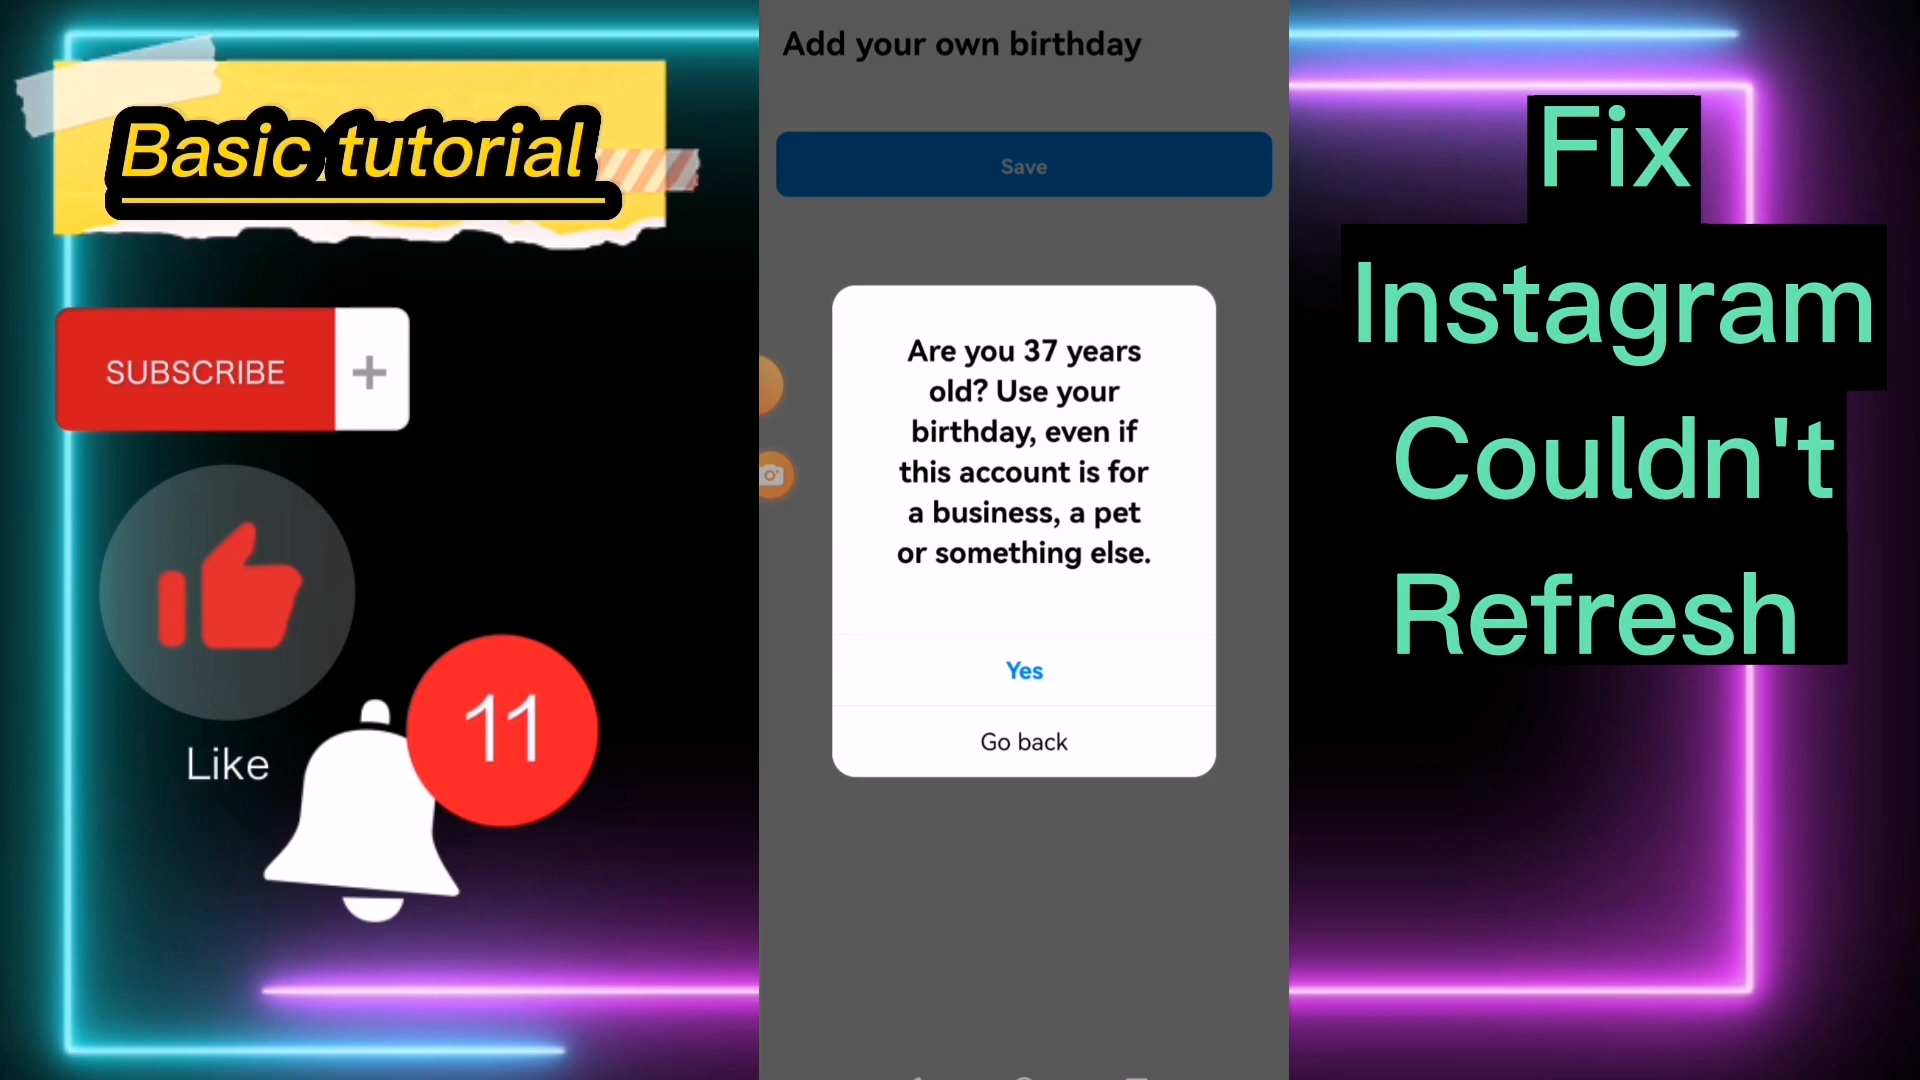 Basic tutorial
SUBSCRIBE
Like
11
Add your own birthday
Save
Are you 37 years
old? Use your
birthday, even if
this account is for
a business, a pet
or something else.
Yes
Go back
Fix
Instagram
Couldn't
Refresh